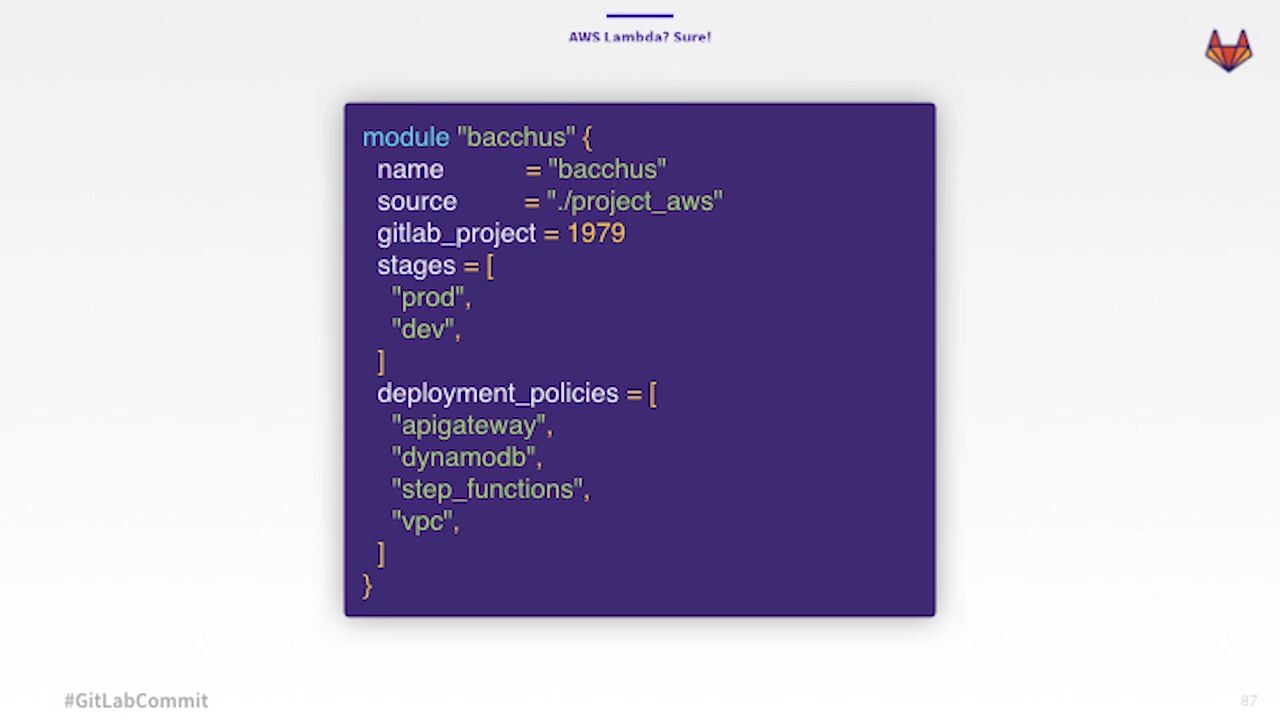 AWS Lambda? Sure!
module "bacchus" {
  name           = "bacchus"
  source         = "./project_aws"
  gitlab_project = 1979
  stages = [
    "prod",
    "dev",
  ]
  deployment_policies = [
    "apigateway",
    "dynamodb",
    "step_functions",
    "vpc",
  ]
}
#GitLabCommit
87